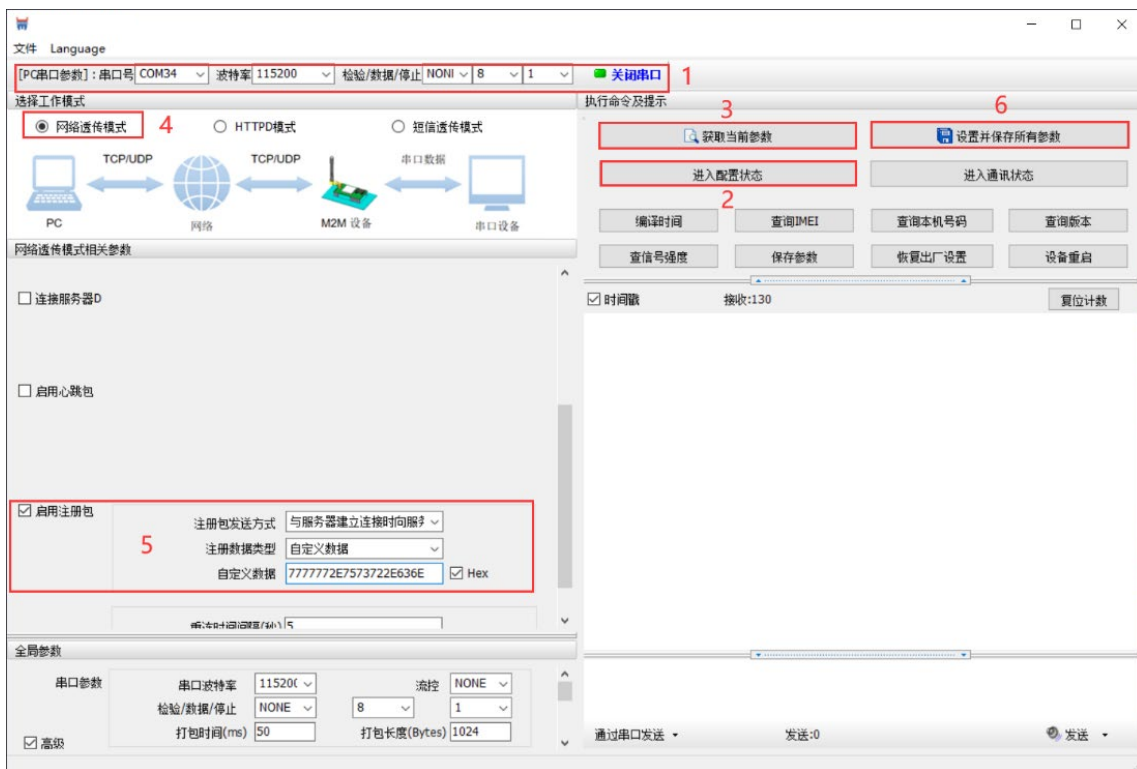 文件 Language
[PC串口参数]：串口号 COM34 波特率 115200 检验/数据/停止 NONI 8 1 关闭串口 1
选择工作模式
网络透传模式 4 HTTPD模式 短信透传模式
TCP/UDP TCP/UDP 串口数据
PC 网络 M2M 设备 串口设备
网络透传模式相关参数
连接服务器D
启用心跳包
启用注册包
5
注册包发送方式 与服务器建立连接时向服
注册数据类型 自定义数据
自定义数据 7777772E7573722E636E Hex
重连时间间隔(秒) 5
全局参数
串口参数
串口波特率 11520( 流控 NONE
检验/数据/停止 NONE 8 1
打包时间(ms) 50 打包长度(Bytes) 1024
高级
执行命令及提示
3 6
获取当前参数 设置并保存所有参数
进入配置状态 进入通讯状态
2
编译时间 查询IMEI 查询本机号码 查询版本
查信号强度 保存参数 恢复出厂设置 设备重启
时间戳 接收:130 复位计数
通过串口发送 发送:0 发送